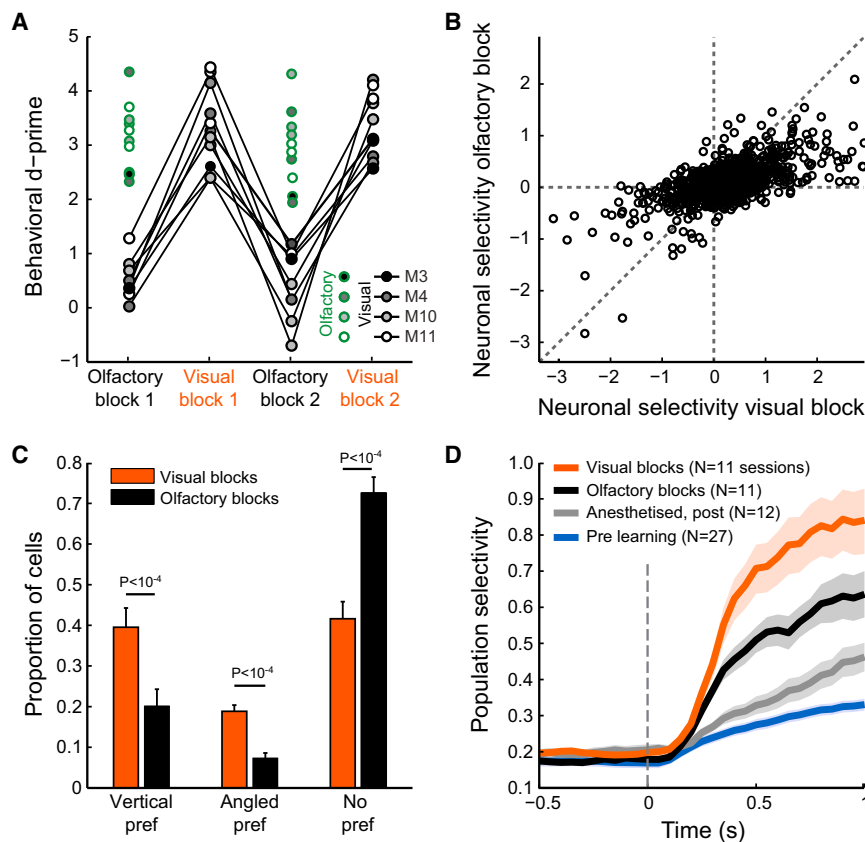 A
Behavioral d-prime
5
4
3
2
1
0
−1
Olfactory
Visual
M3
M4
M10
M11
Olfactory block 1
Visual block 1
Olfactory block 2
Visual block 2
B
Neuronal selectivity olfactory block
2
1
0
−1
−2
−3
−3 −2 −1 0 1 2
Neuronal selectivity visual block
C
Proportion of cells
0.8
0.7
0.6
0.5
0.4
0.3
0.2
0.1
0
Visual blocks
Olfactory blocks
P<10-4
P<10-4
P<10-4
Vertical pref
Angled pref
No pref
D
Population selectivity
1.0
0.9
0.8
0.7
0.6
0.5
0.4
0.3
0.2
0.1
Visual blocks (N=11 sessions)
Olfactory blocks (N=11)
Anesthetised, post (N=12)
Pre learning (N=27)
−0.5 0 0.5 1
Time (s)